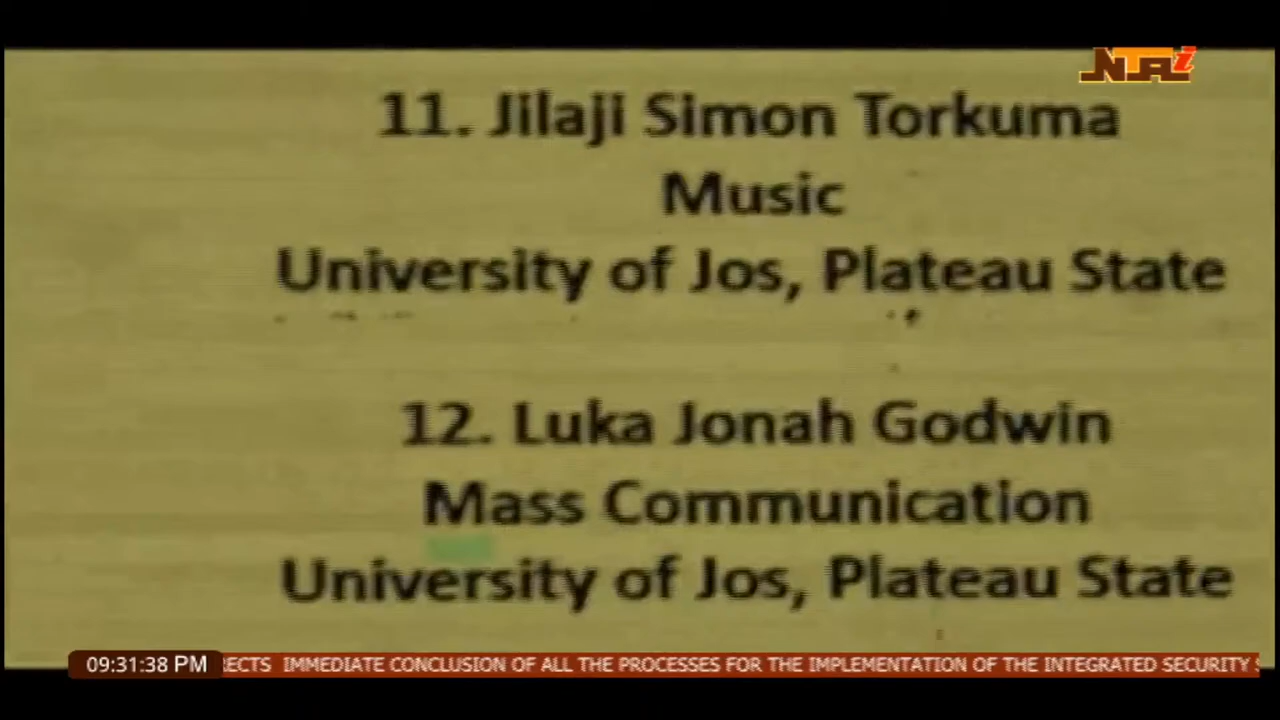 NTAi
11. Jilaji Simon Torkuma
Music
University of Jos, Plateau State
12. Luka Jonah Godwin
Mass Communication
University of Jos, Plateau State
09:31:38 PM
IMMEDIATE CONCLUSION OF ALL THE PROCESSES FOR THE IMPLEMENTATION OF THE INTEGRATED SECURITY